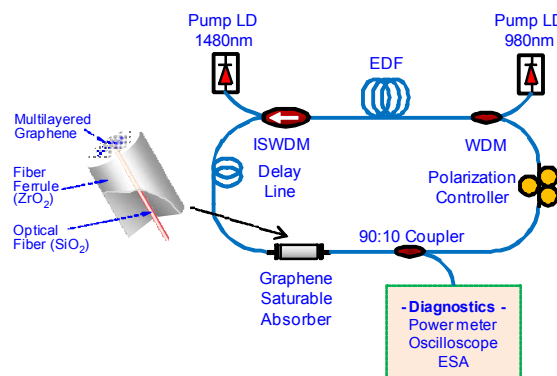 Pump LD
1480nm
Pump LD
980nm
EDF
Multilayered
Graphene
ISWDM
WDM
Fiber
Ferrule
(ZrO2)
Delay
Line
Polarization
Controller
Optical
Fiber (SiO2)
90:10 Coupler
Graphene
Saturable
Absorber
- Diagnostics -
Power meter
Oscilloscope
ESA